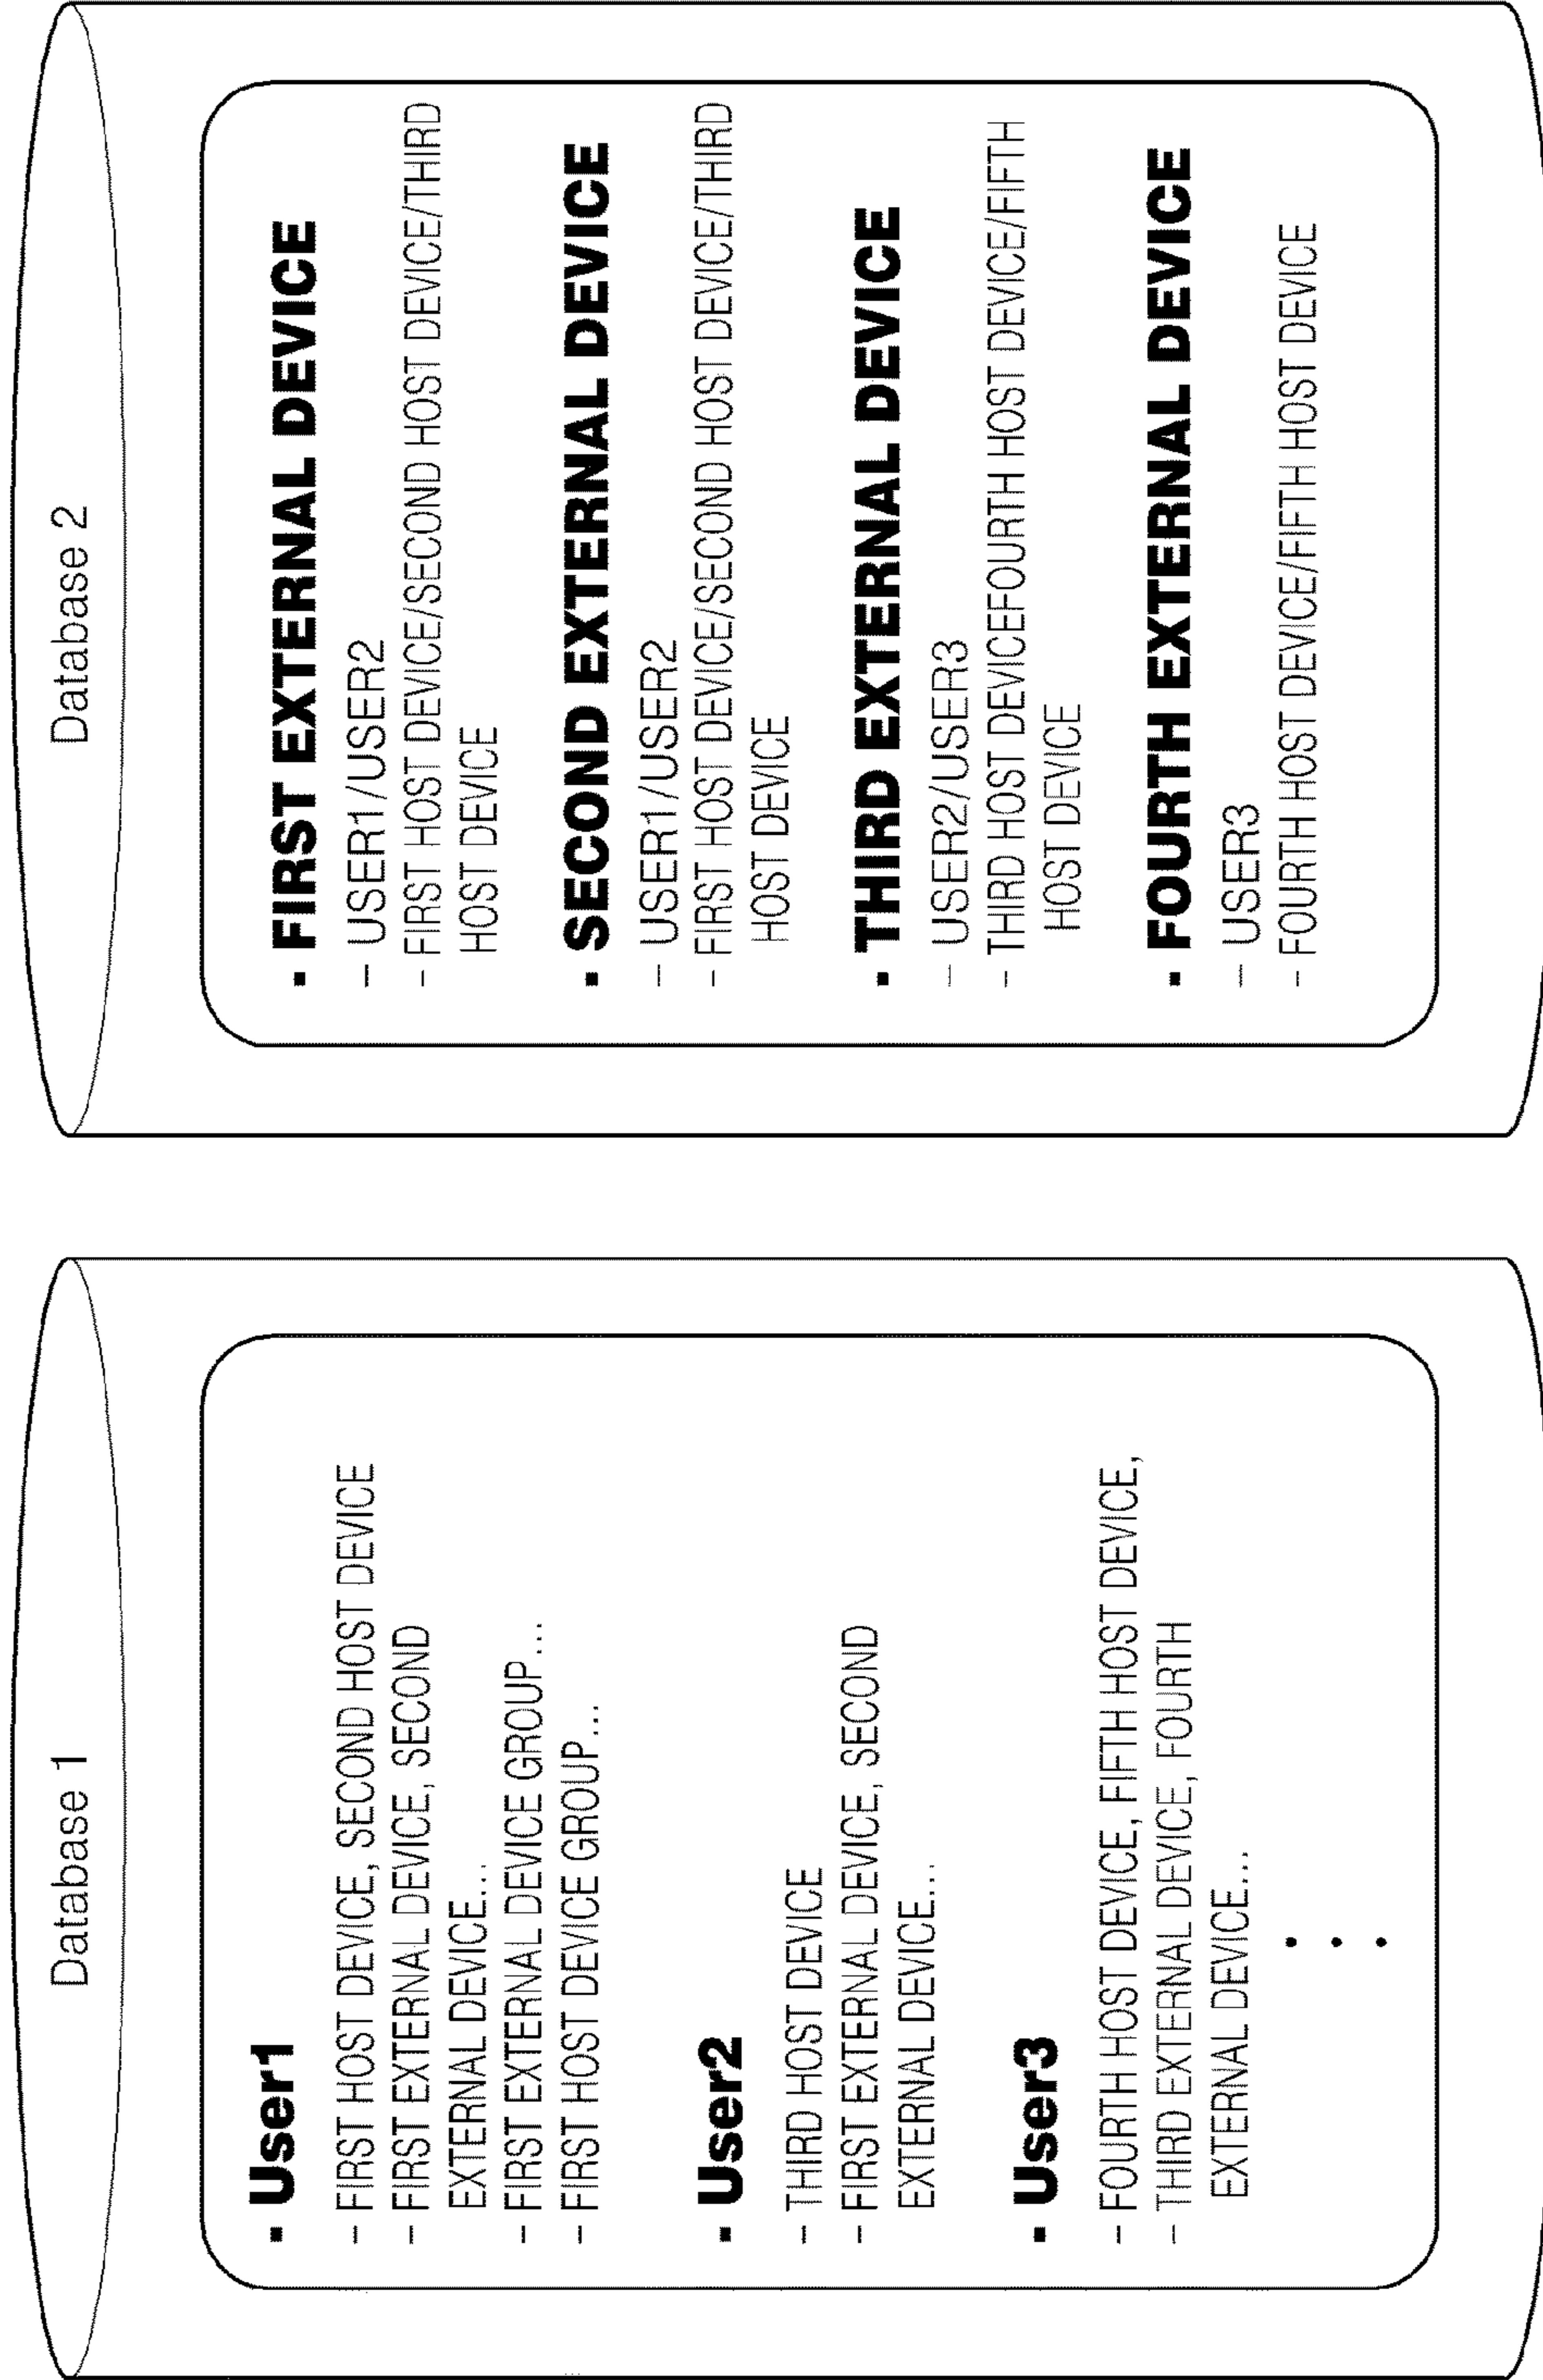 Database 1
▪ User1
– FIRST HOST DEVICE, SECOND HOST DEVICE
– FIRST EXTERNAL DEVICE, SECOND
EXTERNAL DEVICE...
– FIRST EXTERNAL DEVICE GROUP...
– FIRST HOST DEVICE GROUP...
▪ User2
– THIRD HOST DEVICE
– FIRST EXTERNAL DEVICE, SECOND
EXTERNAL DEVICE...
▪ User3
– FOURTH HOST DEVICE, FIFTH HOST DEVICE,
– THIRD EXTERNAL DEVICE, FOURTH
EXTERNAL DEVICE...
Database 2
▪ FIRST EXTERNAL DEVICE
– USER1/USER2
– FIRST HOST DEVICE/SECOND HOST DEVICE/THIRD
HOST DEVICE
▪ SECOND EXTERNAL DEVICE
– USER1/USER2
– FIRST HOST DEVICE/SECOND HOST DEVICE/THIRD
HOST DEVICE
▪ THIRD EXTERNAL DEVICE
– USER2/USER3
– THIRD HOST DEVICEFOURTH HOST DEVICE/FIFTH
HOST DEVICE
▪ FOURTH EXTERNAL DEVICE
– USER3
– FOURTH HOST DEVICE/FIFTH HOST DEVICE